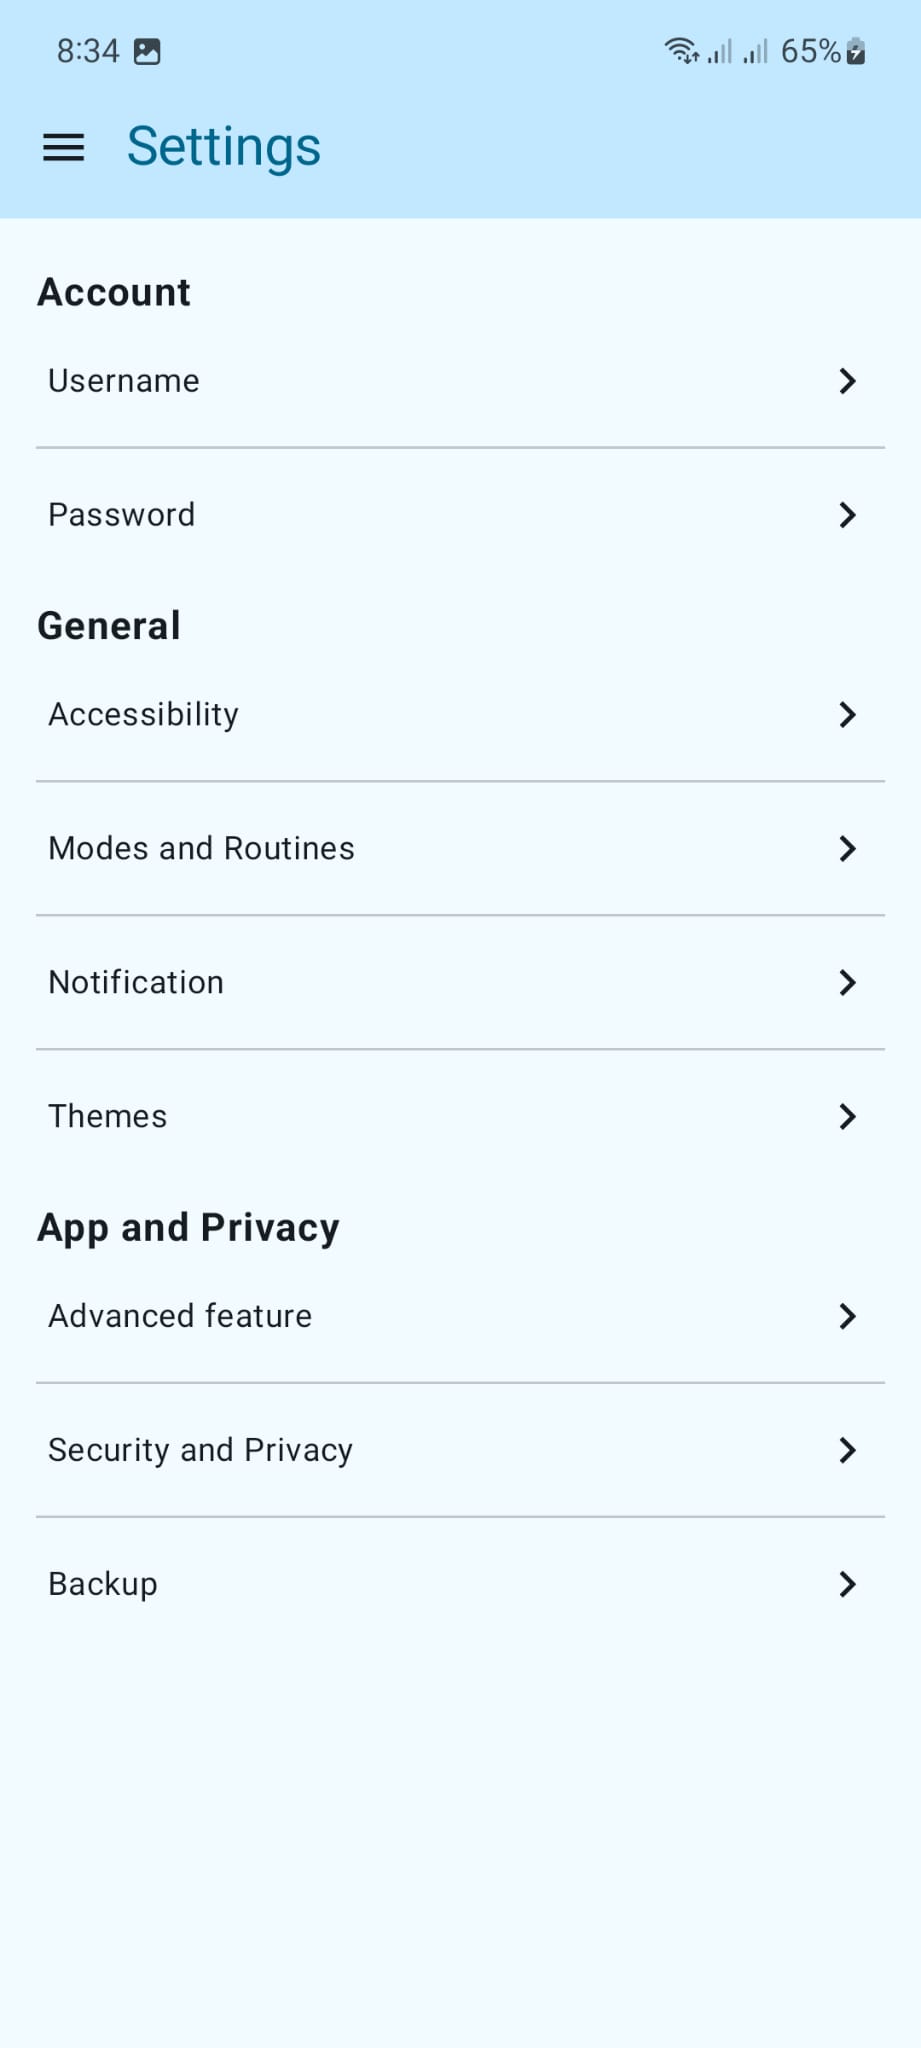 8:34 65%
Settings
Account
Username
Password
General
Accessibility
Modes and Routines
Notification
Themes
App and Privacy
Advanced feature
Security and Privacy
Backup